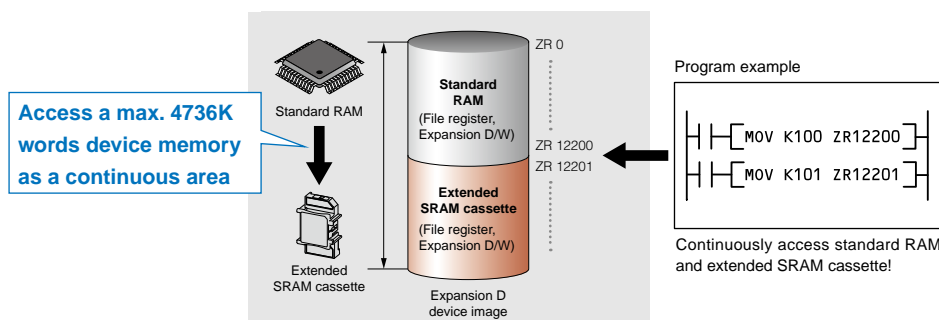 Access a max. 4736K
words device memory
as a continuous area
Standard RAM
Extended
SRAM cassette
ZR 0
Standard
RAM
(File register,
Expansion D/W)
ZR 12200
ZR 12201
Extended
SRAM cassette
(File register,
Expansion D/W)
Expansion D
device image
Program example
MOV K100 ZR12200
MOV K101 ZR12201
Continuously access standard RAM
and extended SRAM cassette!